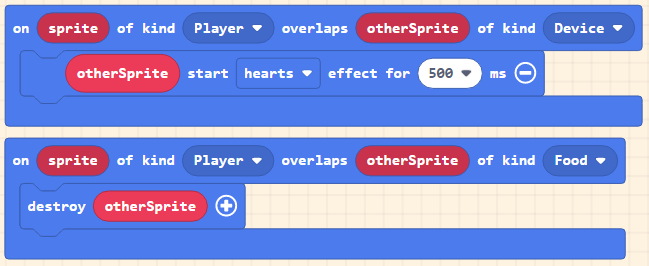 on sprite of kind Player overlaps otherSprite of kind Device
otherSprite start hearts effect for 500 ms
on sprite of kind Player overlaps otherSprite of kind Food
destroy otherSprite